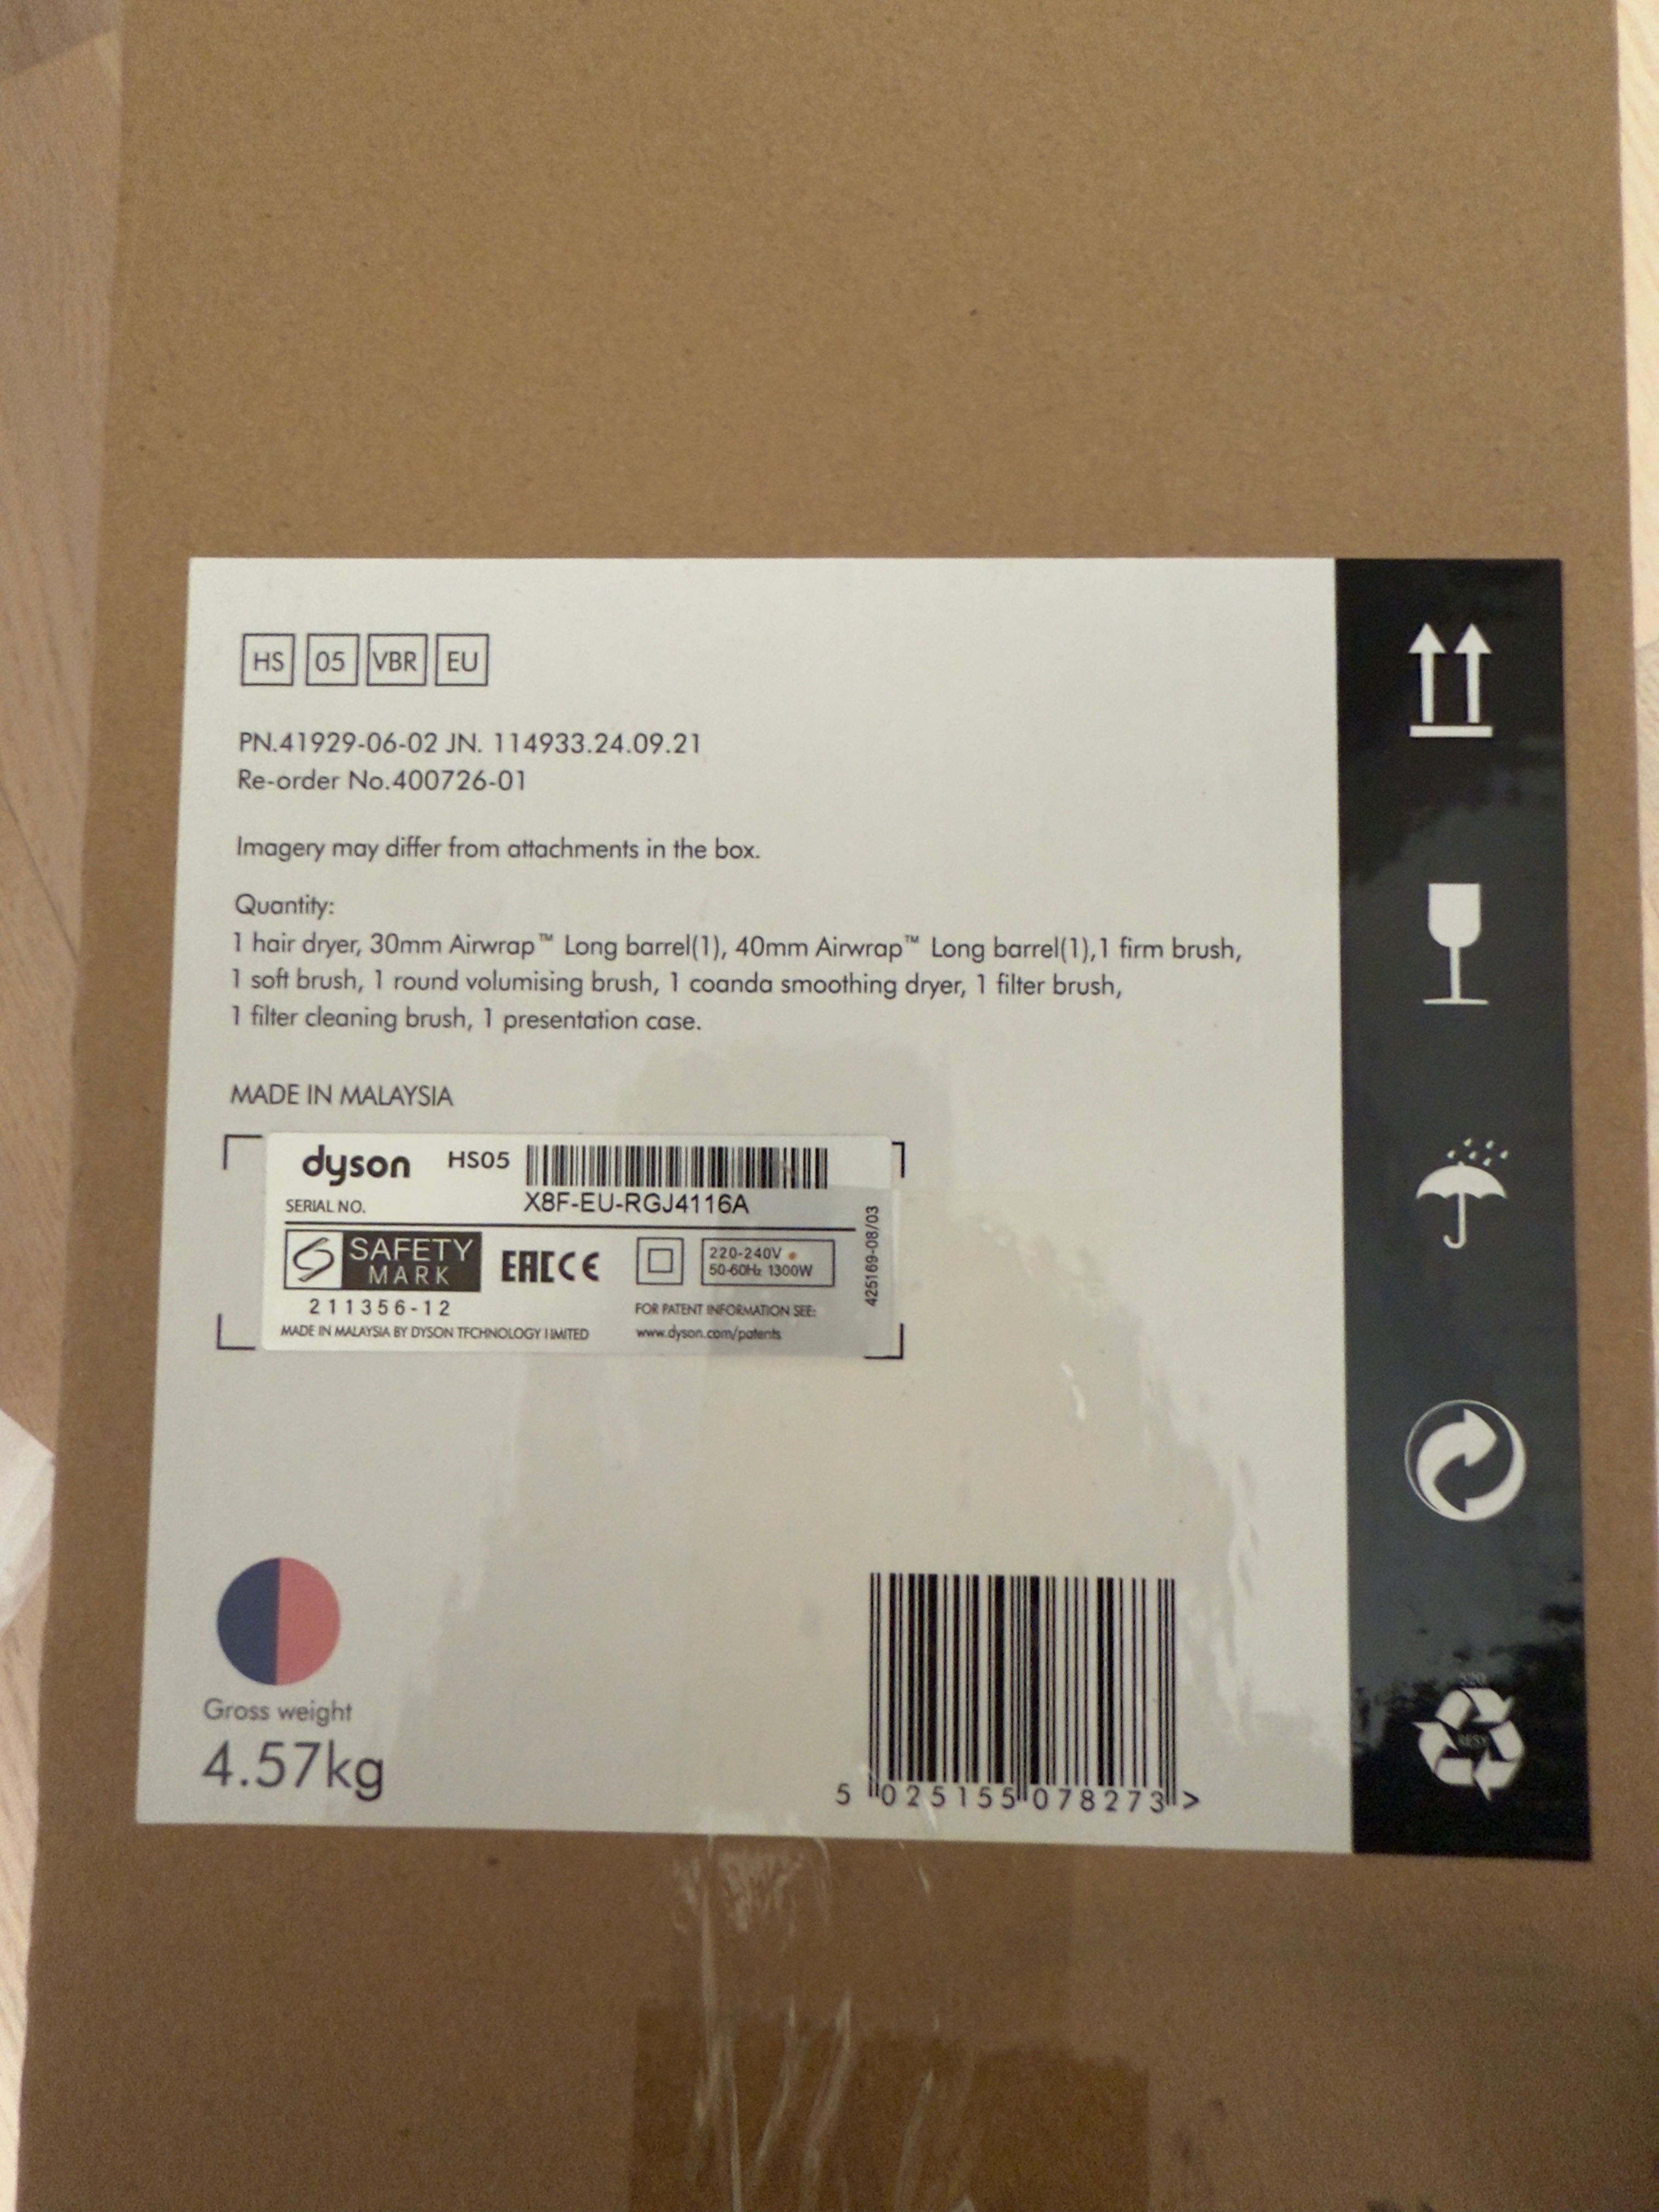 HS 05 VBR EU
PN.41929-06-02 JN. 114933.24.09.21
Re-order No.400726-01
Imagery may differ from attachments in the box.
Quantity:
1 hair dryer, 30mm Airwrap™ Long barrel(1), 40mm Airwrap™ Long barrel(1),1 firm brush,
1 soft brush, 1 round volumising brush, 1 coanda smoothing dryer, 1 filter brush,
1 filter cleaning brush, 1 presentation case.
MADE IN MALAYSIA
dyson HS05
SERIAL NO. X8F-EU-RGJ4116A
SAFETY
MARK
EAC CE
220-240V
50-60Hz 1300W
425169-08/03
211356-12
FOR PATENT INFORMATION SEE:
MADE IN MALAYSIA BY DYSON TECHNOLOGY LIMITED
www.dyson.com/patents
Gross weight
4.57kg
5 025155 078273 >
RESY